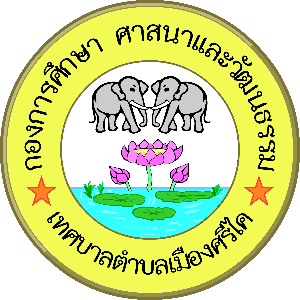 กองการศึกษา ศาสนาและวัฒนธรรม
เทศบาลตำบลเมืองศรีไค